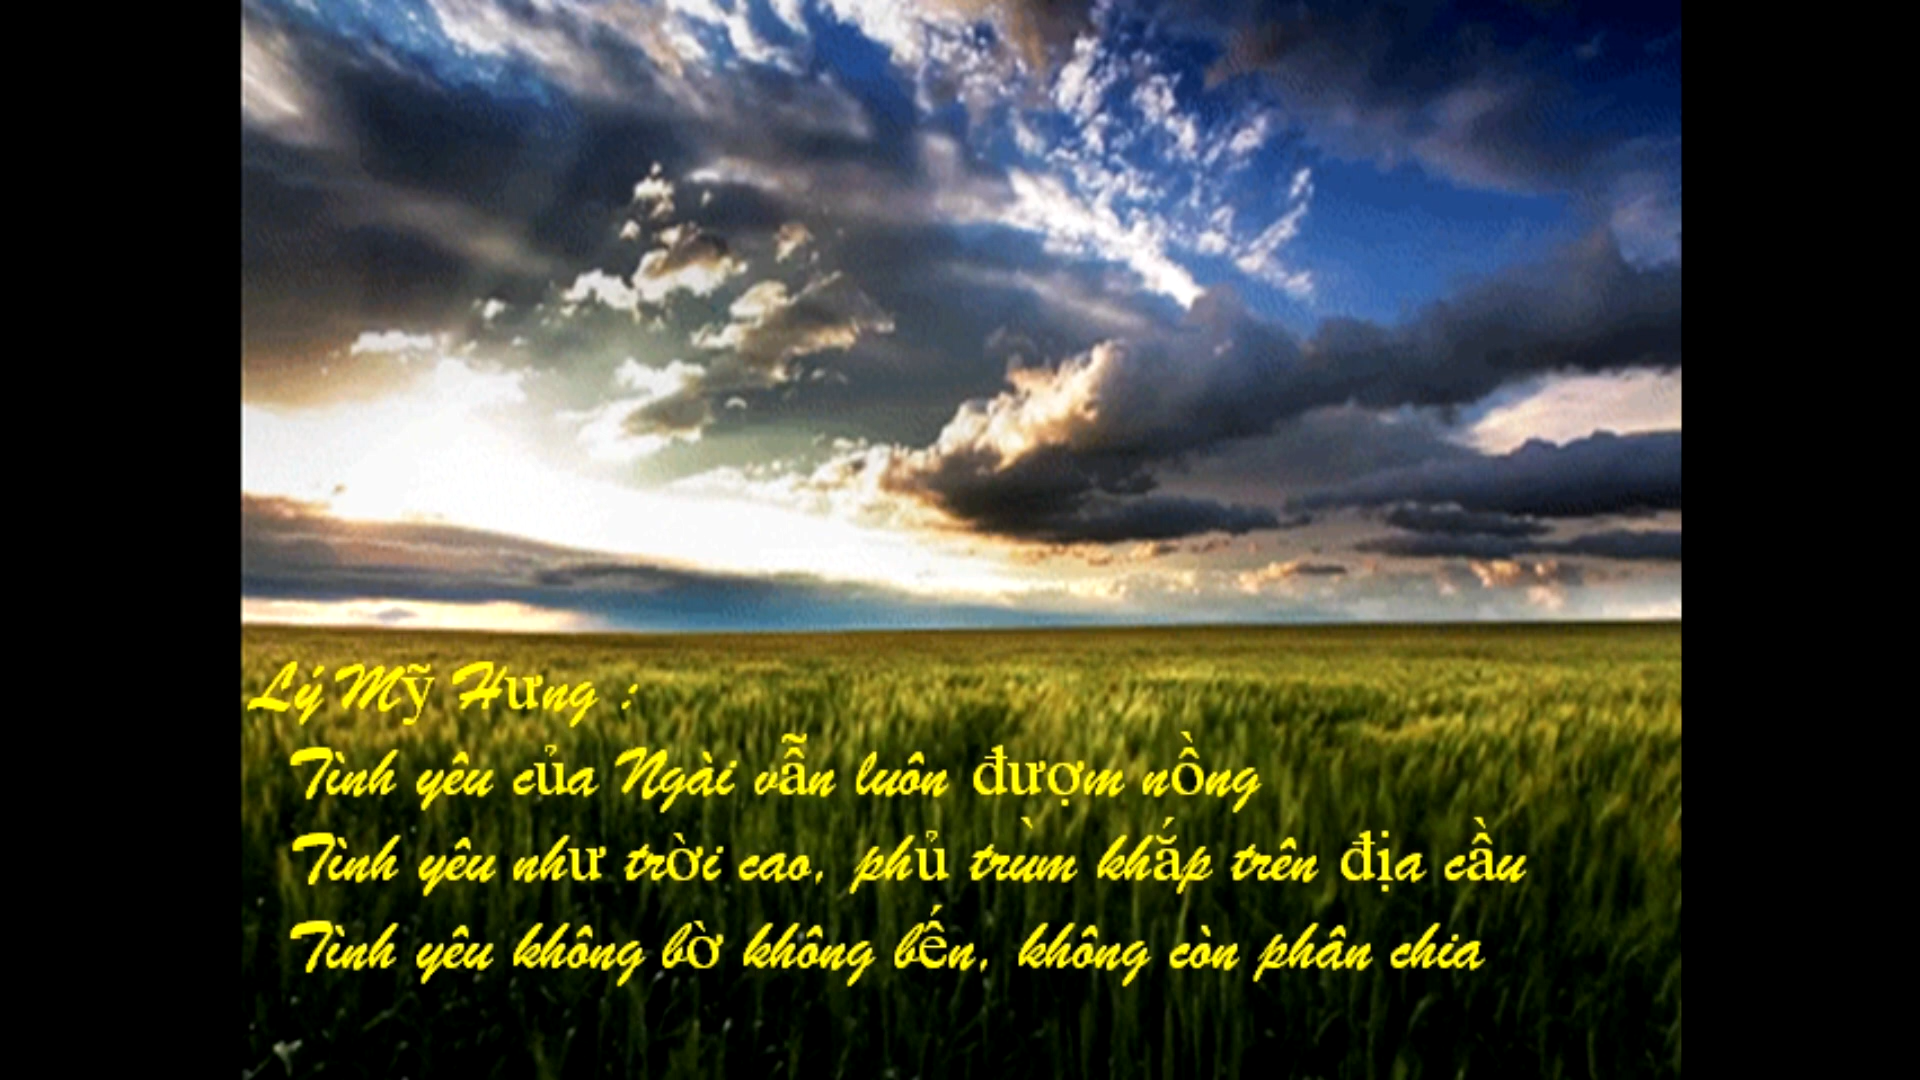 Lý Mỹ Hưng :
Tình yêu của Ngài vẫn luôn đượm nồng
Tình yêu như trời cao, phủ trùm khắp trên địa cầu
Tình yêu không bờ không bến, không còn phân chia